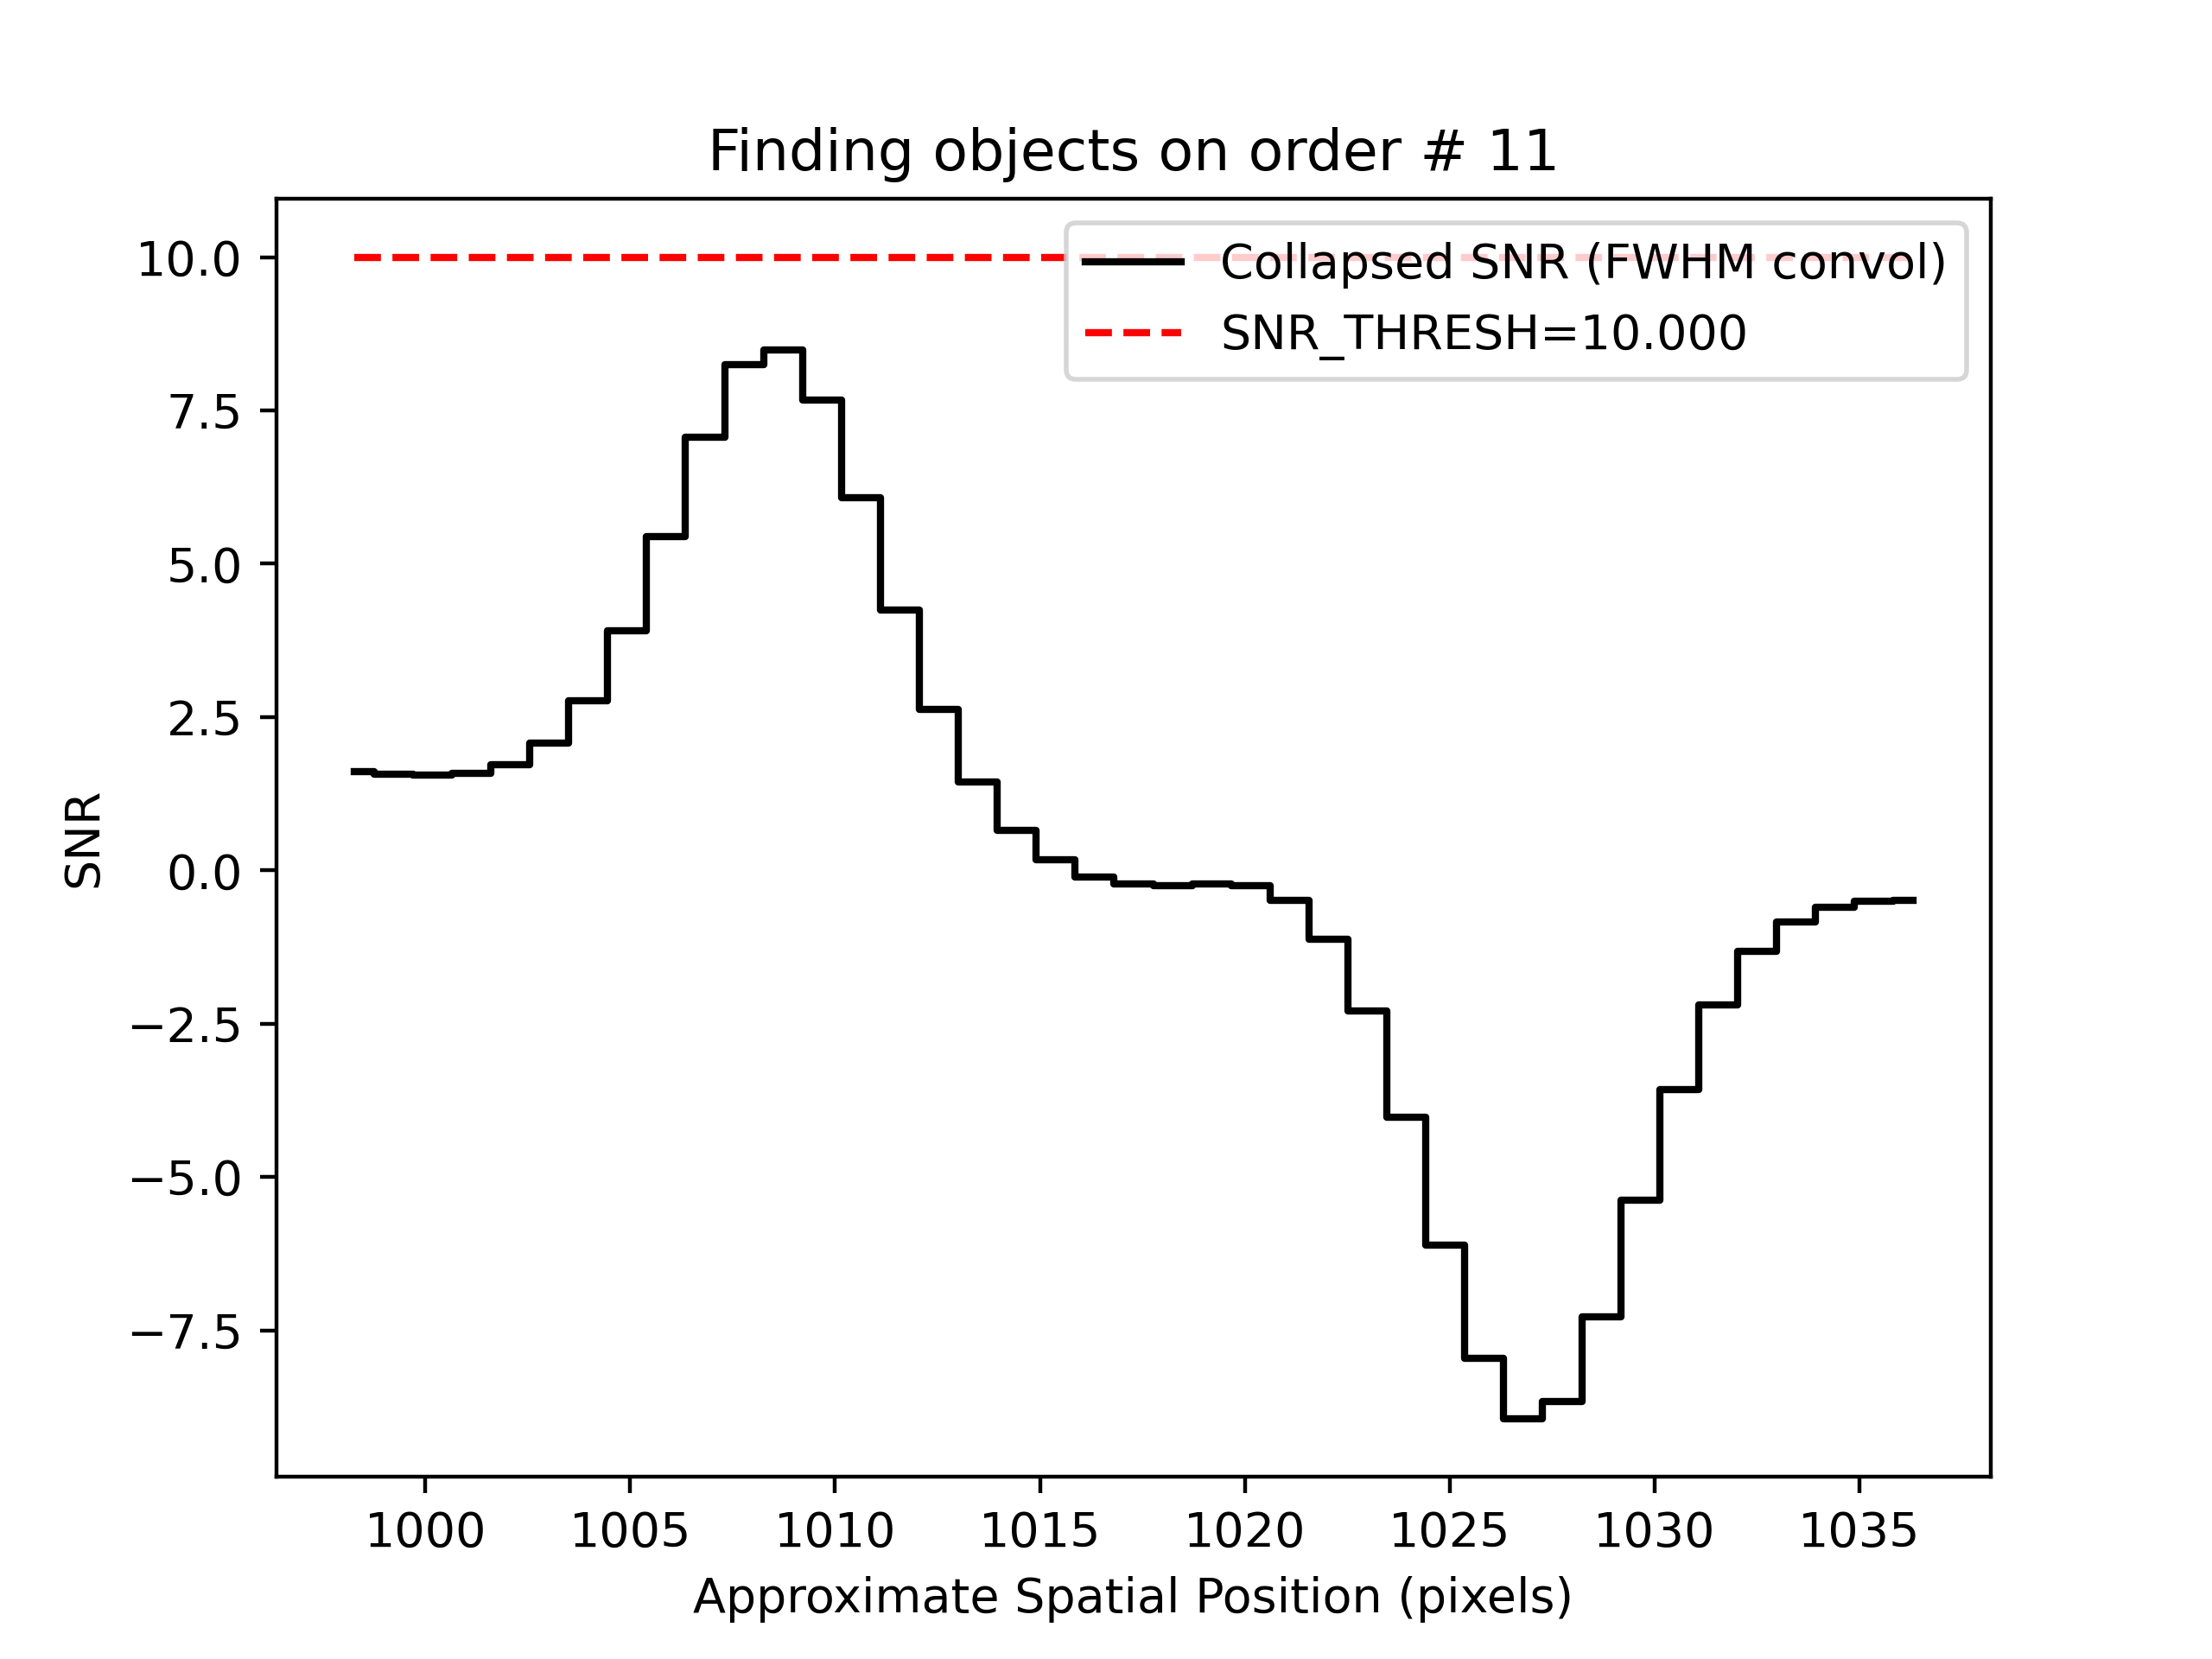 Finding objects on order # 11
Collapsed SNR (FWHM convol)
SNR_THRESH=10.000
10.0
7.5
5.0
2.5
0.0
−2.5
−5.0
−7.5
SNR
1000 1005 1010 1015 1020 1025 1030 1035
Approximate Spatial Position (pixels)